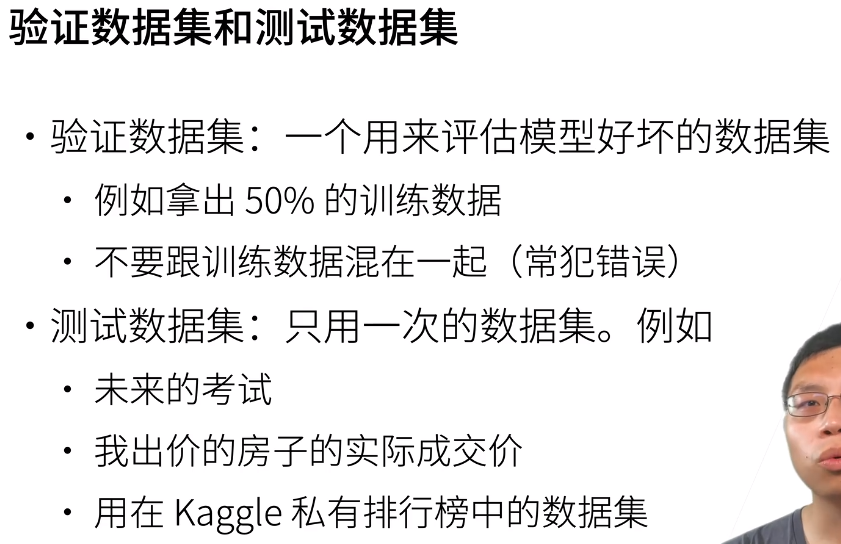 验证数据集和测试数据集
• 验证数据集：一个用来评估模型好坏的数据集
• 例如拿出 50% 的训练数据
• 不要跟训练数据混在一起（常犯错误）
• 测试数据集：只用一次的数据集。例如
• 未来的考试
• 我出价的房子的实际成交价
• 用在 Kaggle 私有排行榜中的数据集